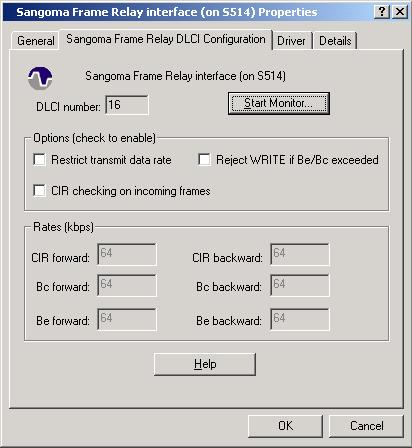 Sangoma Frame Relay interface (on S514) Properties
General Sangoma Frame Relay DLCI Configuration Driver Details
Sangoma Frame Relay interface (on S514)
DLCI number: 16 Start Monitor...
Options (check to enable)
Restrict transmit data rate Reject WRITE if Be/Bc exceeded
CIR checking on incoming frames
Rates (kbps)
CIR forward: 64 CIR backward: 64
Bc forward: 64 Bc backward: 64
Be forward: 64 Be backward: 64
Help
OK Cancel